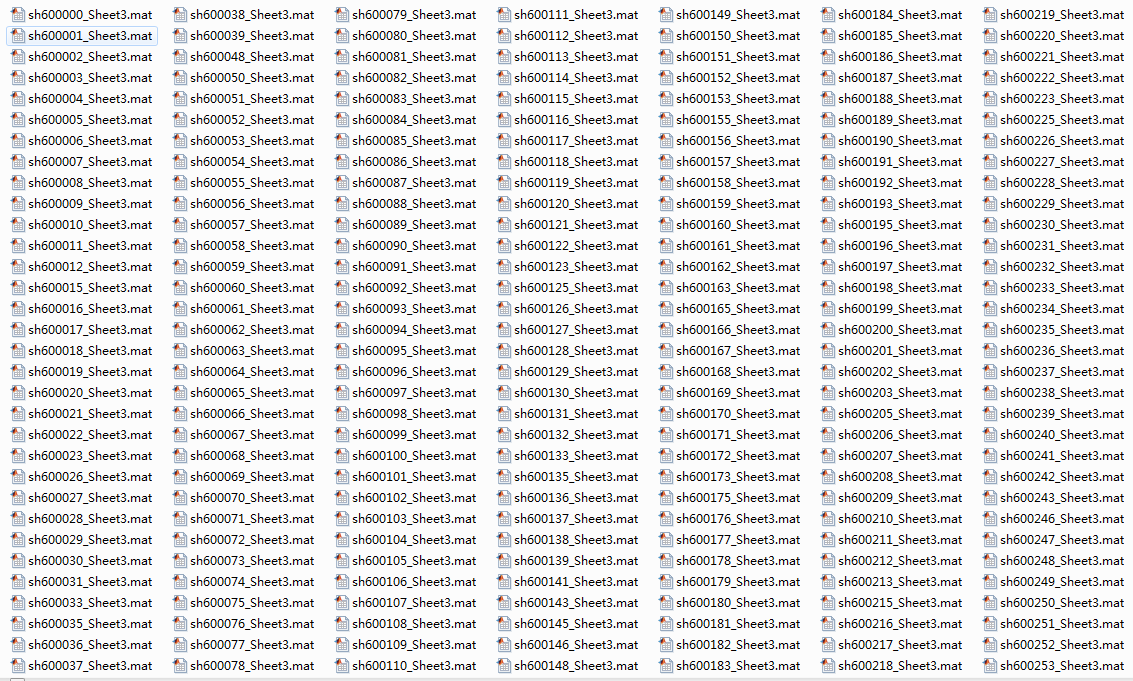 sh600000_Sheet3.mat
sh600001_Sheet3.mat
sh600002_Sheet3.mat
sh600003_Sheet3.mat
sh600004_Sheet3.mat
sh600005_Sheet3.mat
sh600006_Sheet3.mat
sh600007_Sheet3.mat
sh600008_Sheet3.mat
sh600009_Sheet3.mat
sh600010_Sheet3.mat
sh600011_Sheet3.mat
sh600012_Sheet3.mat
sh600015_Sheet3.mat
sh600016_Sheet3.mat
sh600017_Sheet3.mat
sh600018_Sheet3.mat
sh600019_Sheet3.mat
sh600020_Sheet3.mat
sh600021_Sheet3.mat
sh600022_Sheet3.mat
sh600023_Sheet3.mat
sh600026_Sheet3.mat
sh600027_Sheet3.mat
sh600028_Sheet3.mat
sh600029_Sheet3.mat
sh600030_Sheet3.mat
sh600031_Sheet3.mat
sh600033_Sheet3.mat
sh600035_Sheet3.mat
sh600036_Sheet3.mat
sh600037_Sheet3.mat
sh600038_Sheet3.mat
sh600039_Sheet3.mat
sh600048_Sheet3.mat
sh600050_Sheet3.mat
sh600051_Sheet3.mat
sh600052_Sheet3.mat
sh600053_Sheet3.mat
sh600054_Sheet3.mat
sh600055_Sheet3.mat
sh600056_Sheet3.mat
sh600057_Sheet3.mat
sh600058_Sheet3.mat
sh600059_Sheet3.mat
sh600060_Sheet3.mat
sh600061_Sheet3.mat
sh600062_Sheet3.mat
sh600063_Sheet3.mat
sh600064_Sheet3.mat
sh600065_Sheet3.mat
sh600066_Sheet3.mat
sh600067_Sheet3.mat
sh600068_Sheet3.mat
sh600069_Sheet3.mat
sh600070_Sheet3.mat
sh600071_Sheet3.mat
sh600072_Sheet3.mat
sh600073_Sheet3.mat
sh600074_Sheet3.mat
sh600075_Sheet3.mat
sh600076_Sheet3.mat
sh600077_Sheet3.mat
sh600078_Sheet3.mat
sh600079_Sheet3.mat
sh600080_Sheet3.mat
sh600081_Sheet3.mat
sh600082_Sheet3.mat
sh600083_Sheet3.mat
sh600084_Sheet3.mat
sh600085_Sheet3.mat
sh600086_Sheet3.mat
sh600087_Sheet3.mat
sh600088_Sheet3.mat
sh600089_Sheet3.mat
sh600090_Sheet3.mat
sh600091_Sheet3.mat
sh600092_Sheet3.mat
sh600093_Sheet3.mat
sh600094_Sheet3.mat
sh600095_Sheet3.mat
sh600096_Sheet3.mat
sh600097_Sheet3.mat
sh600098_Sheet3.mat
sh600099_Sheet3.mat
sh600100_Sheet3.mat
sh600101_Sheet3.mat
sh600102_Sheet3.mat
sh600103_Sheet3.mat
sh600104_Sheet3.mat
sh600105_Sheet3.mat
sh600106_Sheet3.mat
sh600107_Sheet3.mat
sh600108_Sheet3.mat
sh600109_Sheet3.mat
sh600110_Sheet3.mat
sh600111_Sheet3.mat
sh600112_Sheet3.mat
sh600113_Sheet3.mat
sh600114_Sheet3.mat
sh600115_Sheet3.mat
sh600116_Sheet3.mat
sh600117_Sheet3.mat
sh600118_Sheet3.mat
sh600119_Sheet3.mat
sh600120_Sheet3.mat
sh600121_Sheet3.mat
sh600122_Sheet3.mat
sh600123_Sheet3.mat
sh600125_Sheet3.mat
sh600126_Sheet3.mat
sh600127_Sheet3.mat
sh600128_Sheet3.mat
sh600129_Sheet3.mat
sh600130_Sheet3.mat
sh600131_Sheet3.mat
sh600132_Sheet3.mat
sh600133_Sheet3.mat
sh600135_Sheet3.mat
sh600136_Sheet3.mat
sh600137_Sheet3.mat
sh600138_Sheet3.mat
sh600139_Sheet3.mat
sh600141_Sheet3.mat
sh600143_Sheet3.mat
sh600145_Sheet3.mat
sh600146_Sheet3.mat
sh600148_Sheet3.mat
sh600149_Sheet3.mat
sh600150_Sheet3.mat
sh600151_Sheet3.mat
sh600152_Sheet3.mat
sh600153_Sheet3.mat
sh600155_Sheet3.mat
sh600156_Sheet3.mat
sh600157_Sheet3.mat
sh600158_Sheet3.mat
sh600159_Sheet3.mat
sh600160_Sheet3.mat
sh600161_Sheet3.mat
sh600162_Sheet3.mat
sh600163_Sheet3.mat
sh600165_Sheet3.mat
sh600166_Sheet3.mat
sh600167_Sheet3.mat
sh600168_Sheet3.mat
sh600169_Sheet3.mat
sh600170_Sheet3.mat
sh600171_Sheet3.mat
sh600172_Sheet3.mat
sh600173_Sheet3.mat
sh600175_Sheet3.mat
sh600176_Sheet3.mat
sh600177_Sheet3.mat
sh600178_Sheet3.mat
sh600179_Sheet3.mat
sh600180_Sheet3.mat
sh600181_Sheet3.mat
sh600182_Sheet3.mat
sh600183_Sheet3.mat
sh600184_Sheet3.mat
sh600185_Sheet3.mat
sh600186_Sheet3.mat
sh600187_Sheet3.mat
sh600188_Sheet3.mat
sh600189_Sheet3.mat
sh600190_Sheet3.mat
sh600191_Sheet3.mat
sh600192_Sheet3.mat
sh600193_Sheet3.mat
sh600195_Sheet3.mat
sh600196_Sheet3.mat
sh600197_Sheet3.mat
sh600198_Sheet3.mat
sh600199_Sheet3.mat
sh600200_Sheet3.mat
sh600201_Sheet3.mat
sh600202_Sheet3.mat
sh600203_Sheet3.mat
sh600205_Sheet3.mat
sh600206_Sheet3.mat
sh600207_Sheet3.mat
sh600208_Sheet3.mat
sh600209_Sheet3.mat
sh600210_Sheet3.mat
sh600211_Sheet3.mat
sh600212_Sheet3.mat
sh600213_Sheet3.mat
sh600215_Sheet3.mat
sh600216_Sheet3.mat
sh600217_Sheet3.mat
sh600218_Sheet3.mat
sh600219_Sheet3.mat
sh600220_Sheet3.mat
sh600221_Sheet3.mat
sh600222_Sheet3.mat
sh600223_Sheet3.mat
sh600225_Sheet3.mat
sh600226_Sheet3.mat
sh600227_Sheet3.mat
sh600228_Sheet3.mat
sh600229_Sheet3.mat
sh600230_Sheet3.mat
sh600231_Sheet3.mat
sh600232_Sheet3.mat
sh600233_Sheet3.mat
sh600234_Sheet3.mat
sh600235_Sheet3.mat
sh600236_Sheet3.mat
sh600237_Sheet3.mat
sh600238_Sheet3.mat
sh600239_Sheet3.mat
sh600240_Sheet3.mat
sh600241_Sheet3.mat
sh600242_Sheet3.mat
sh600243_Sheet3.mat
sh600246_Sheet3.mat
sh600247_Sheet3.mat
sh600248_Sheet3.mat
sh600249_Sheet3.mat
sh600250_Sheet3.mat
sh600251_Sheet3.mat
sh600252_Sheet3.mat
sh600253_Sheet3.mat